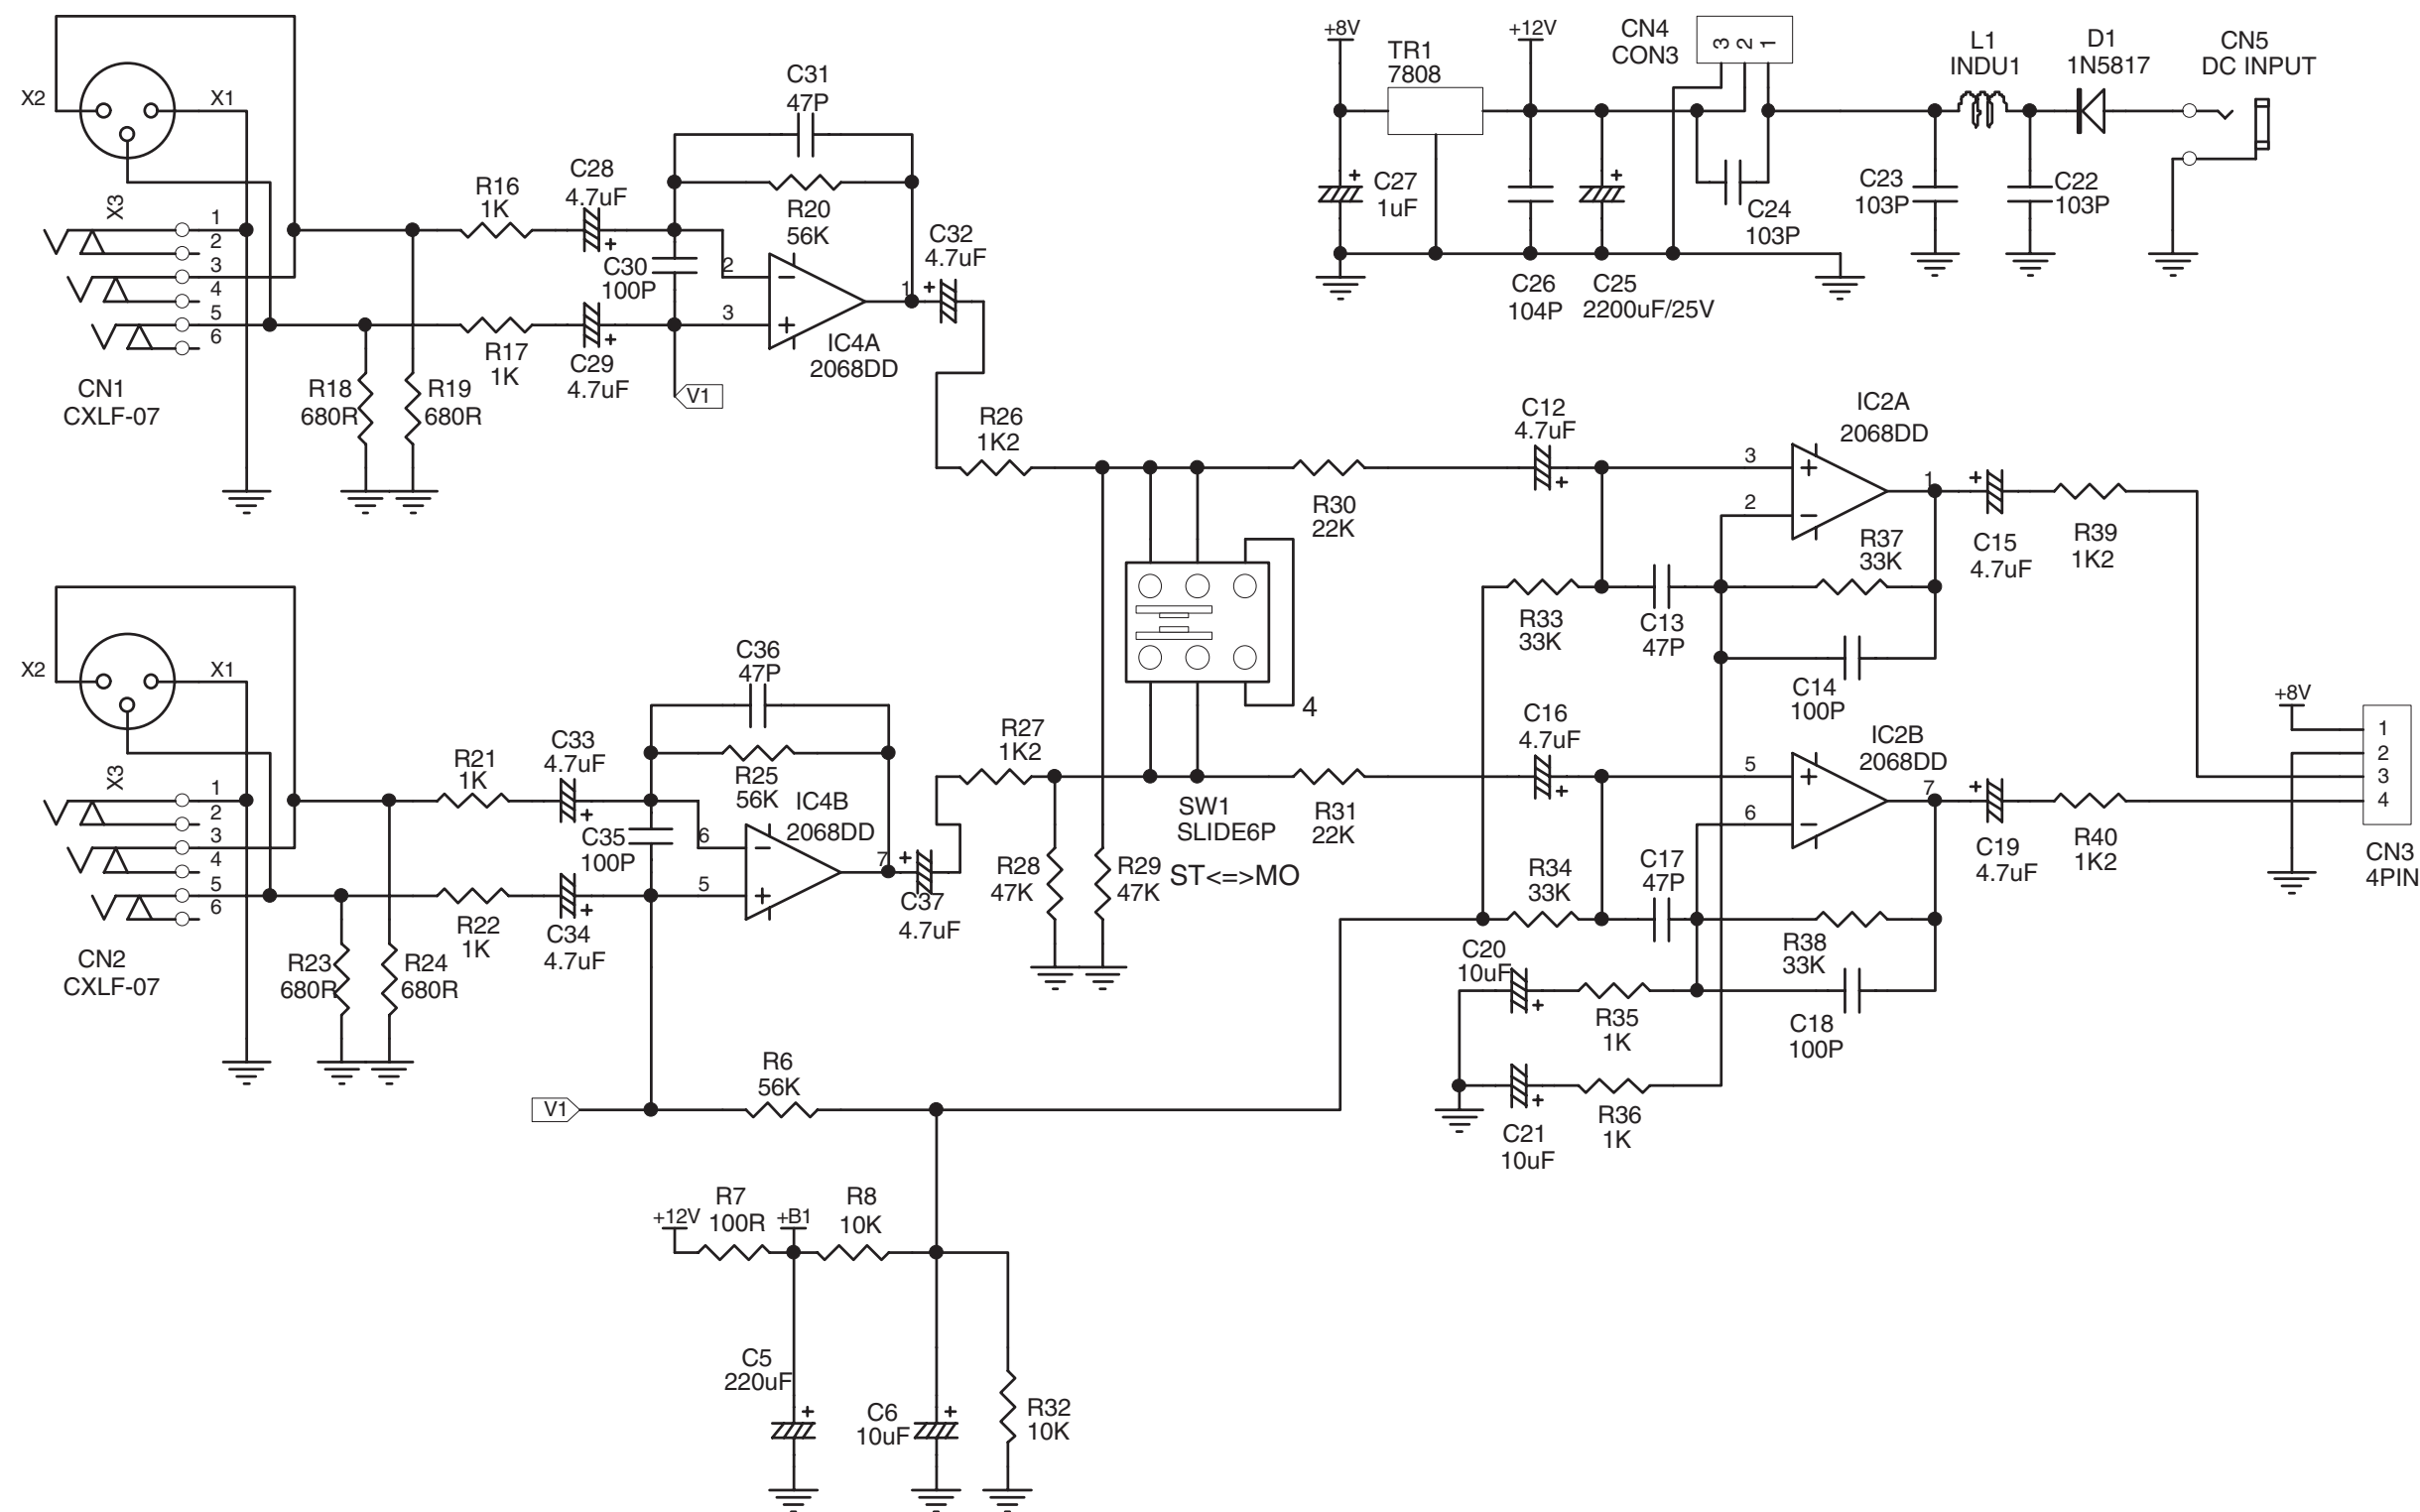 X2
X1
X3
1
2
3
4
5
6
CN1
CXLF-07
R18
680R
R19
680R
R16
1K
R17
1K
C28
4.7uF
+
C29
4.7uF
+
C30
100P
C31
47P
R20
56K
2
3
1
−
+
IC4A
2068DD
V1
C32
4.7uF
+
+8V
TR1
7808
+12V
CN4
CON3
3
2
1
L1
INDU1
D1
1N5817
CN5
DC INPUT
+
C27
1uF
+
C24
103P
C23
103P
C22
103P
C26
104P
C25
2200uF/25V
R26
1K2
R30
22K
C12
4.7uF
+
IC2A
2068DD
3
2
1
+
−
R37
33K
+
C15
4.7uF
R39
1K2
R33
33K
C13
47P
C14
100P
X2
X1
X3
1
2
3
4
5
6
CN2
CXLF-07
R23
680R
R24
680R
R21
1K
R22
1K
C33
4.7uF
+
C34
4.7uF
+
C35
100P
C36
47P
R25
56K
IC4B
2068DD
6
5
7
−
+
+
C37
4.7uF
R27
1K2
R28
47K
R29
47K
4
SW1
SLIDE6P
ST<=>MO
R31
22K
C16
4.7uF
+
IC2B
2068DD
5
6
7
+
−
+
C19
4.7uF
R40
1K2
+8V
1
2
3
4
CN3
4PIN
R34
33K
C17
47P
R38
33K
C20
10uF
+
R35
1K
C18
100P
C21
10uF
+
R36
1K
V1
R6
56K
+12V
R7
100R
+B1
R8
10K
C5
220uF
+
C6
10uF
+
R32
10K